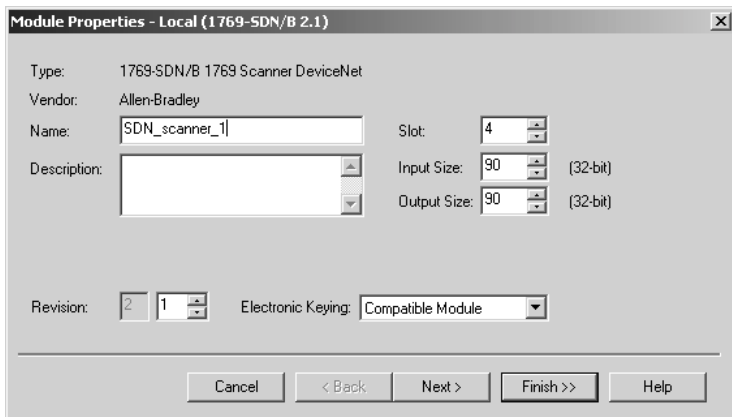 Module Properties - Local (1769-SDN/B 2.1)
Type: 1769-SDN/B 1769 Scanner DeviceNet
Vendor: Allen-Bradley
Name: SDN_scanner_1 Slot: 4
Description: Input Size: 90 (32-bit)
Output Size: 90 (32-bit)
Revision: 2 1 Electronic Keying: Compatible Module
Cancel < Back Next > Finish >> Help